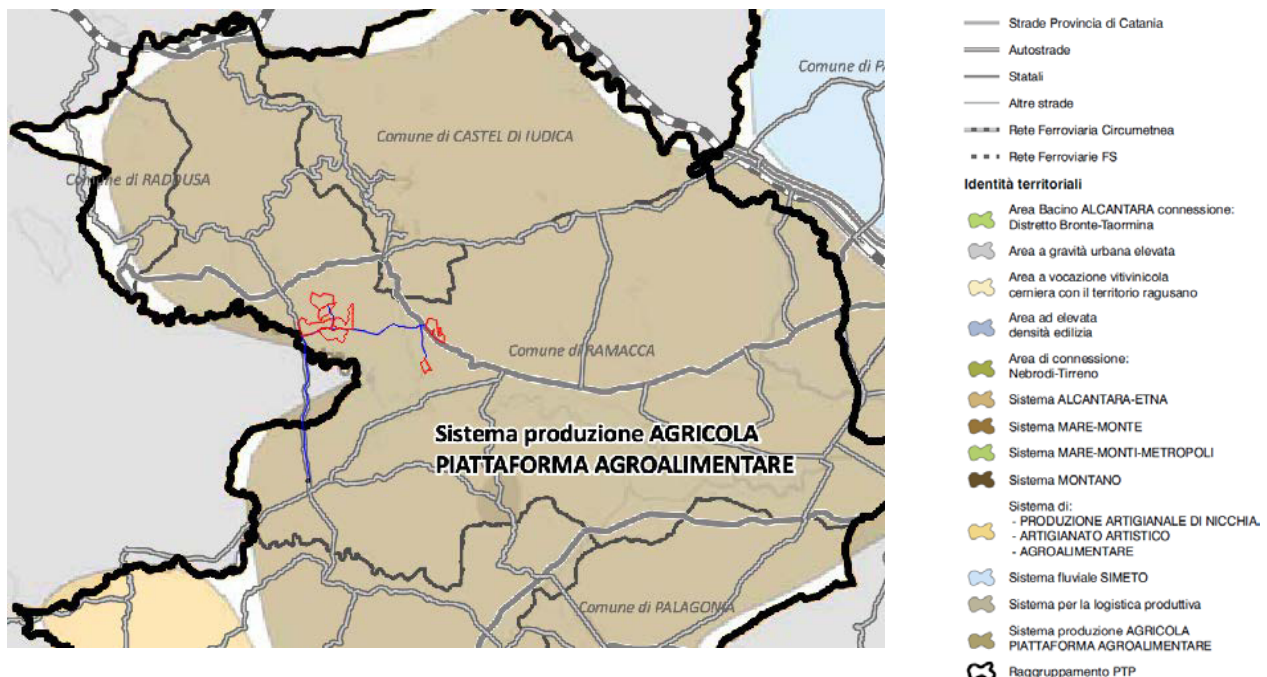 Comune di PA
Comune di CASTEL DI IUDICA
Comune di RADDUSA
Comune di RAMACCA
Sistema produzione AGRICOLA
PIATTAFORMA AGROALIMENTARE
Comune di PALAGONIA
Strade Provincia di Catania
Autostrade
Statali
Altre strade
Rete Ferroviaria Circumetnea
Rete Ferroviarie FS
Identità territoriali
Area Bacino ALCANTARA connessione:
Distretto Bronte-Taormina
Area a gravità urbana elevata
Area a vocazione vitivinicola
cerniera con il territorio ragusano
Area ad elevata
densità edilizia
Area di connessione:
Nebrodi-Tirreno
Sistema ALCANTARA-ETNA
Sistema MARE-MONTE
Sistema MARE-MONTI-METROPOLI
Sistema MONTANO
Sistema di:
- PRODUZIONE ARTIGIANALE DI NICCHIA.
- ARTIGIANATO ARTISTICO
- AGROALIMENTARE
Sistema fluviale SIMETO
Sistema per la logistica produttiva
Sistema produzione AGRICOLA
PIATTAFORMA AGROALIMENTARE
Raggruppamento PTP